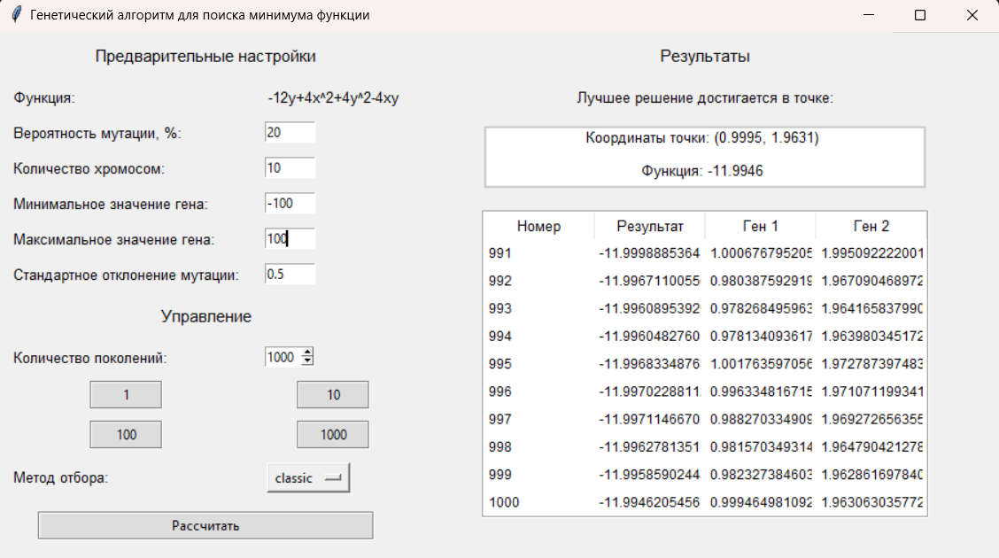 Генетический алгоритм для поиска минимума функции
Предварительные настройки
Функция: -12y+4x^2+4y^2-4xy
Вероятность мутации, %: 20
Количество хромосом: 10
Минимальное значение гена: -100
Максимальное значение гена: 100
Стандартное отклонение мутации: 0.5
Управление
Количество поколений: 1000
1 10
100 1000
Метод отбора: classic
Рассчитать
Результаты
Лучшее решение достигается в точке:
Координаты точки: (0.9995, 1.9631)
Функция: -11.9946
Номер Результат Ген 1 Ген 2
991 -11.9998885364 1.000676795205 1.995092222001
992 -11.9967110055 0.980387592919 1.967090468972
993 -11.9960895392 0.978268495963 1.964165837990
994 -11.9960482760 0.978134093617 1.963980345172
995 -11.9968334876 1.001763597056 1.972787397483
996 -11.9970228811 0.996334816715 1.971071199341
997 -11.9971146670 0.988270334909 1.969272656355
998 -11.9962781351 0.981570349314 1.964790421278
999 -11.9958590244 0.982327384603 1.962861697840
1000 -11.9946205456 0.999464981092 1.963063035772